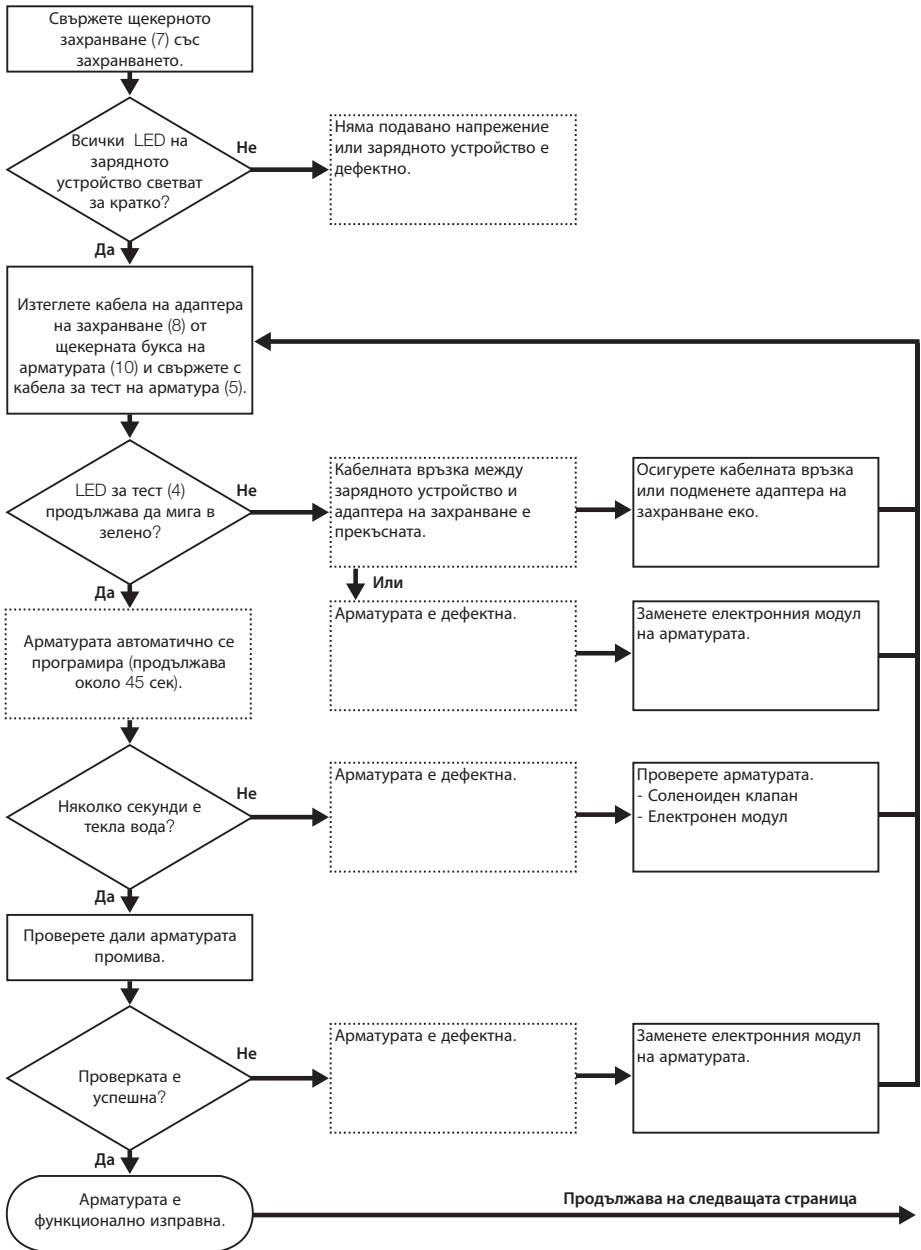 Свържете щекерното
захранване (7) със
захранването.
Всички LED на
зарядното
устройство светват
за кратко?
Не
Няма подавано напрежение
или зарядното устройство е
дефектно.
Да
Изтеглете кабела на адаптера
на захранване (8) от
щекерната букса на
арматурата (10) и свържете с
кабела за тест на арматура (5).
LED за тест (4)
продължава да мига в
зелено?
Не
Кабелната връзка между
зарядното устройство и
адаптера на захранване е
прекъсната.
Осигурете кабелната връзка
или подменете адаптера на
захранване еко.
Или
Да
Арматурата е дефектна.
Заменете електронния модул
на арматурата.
Арматурата автоматично се
програмира (продължава
около 45 сек).
Няколко секунди е
текла вода?
Не
Арматурата е дефектна.
Проверете арматурата.
- Соленоиден клапан
- Електронен модул
Да
Проверете дали арматурата
промива.
Проверката е
успешна?
Не
Арматурата е дефектна.
Заменете електронния модул
на арматурата.
Да
Арматурата е
функционално изправна.
Продължава на следващата страница